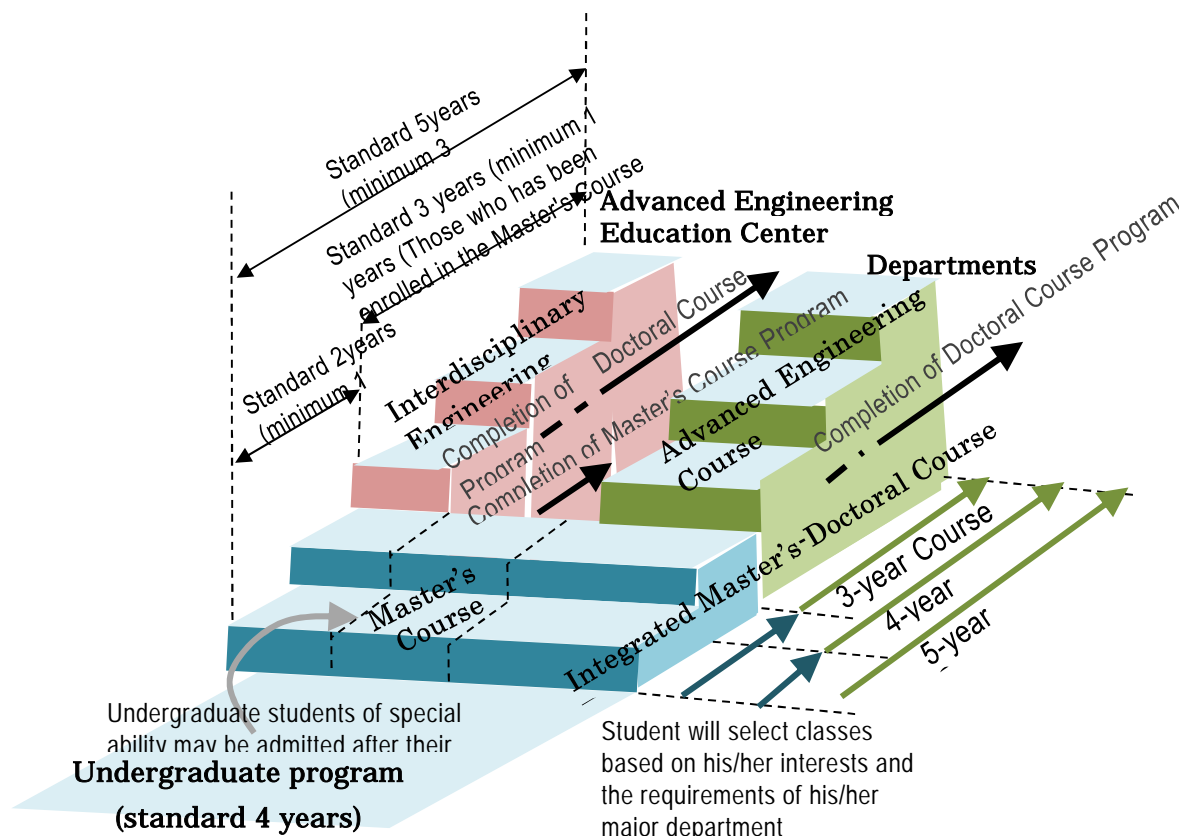 Standard 5years
(minimum 3
Standard 3 years (minimum 1
years (Those who has been
enrolled in the Master's Course
Standard 2years
(minimum 1
Advanced Engineering
Education Center
Departments
Interdisciplinary
Engineering
Completion of Doctoral Course
Program
Completion of Master's Course Program
Advanced Engineering
Course
Completion of Doctoral Course Program
Master's
Course
Integrated Master's-Doctoral Course
3-year Course
4-year
5-year
Undergraduate students of special
ability may be admitted after their
Undergraduate program
(standard 4 years)
Student will select classes
based on his/her interests and
the requirements of his/her
major department